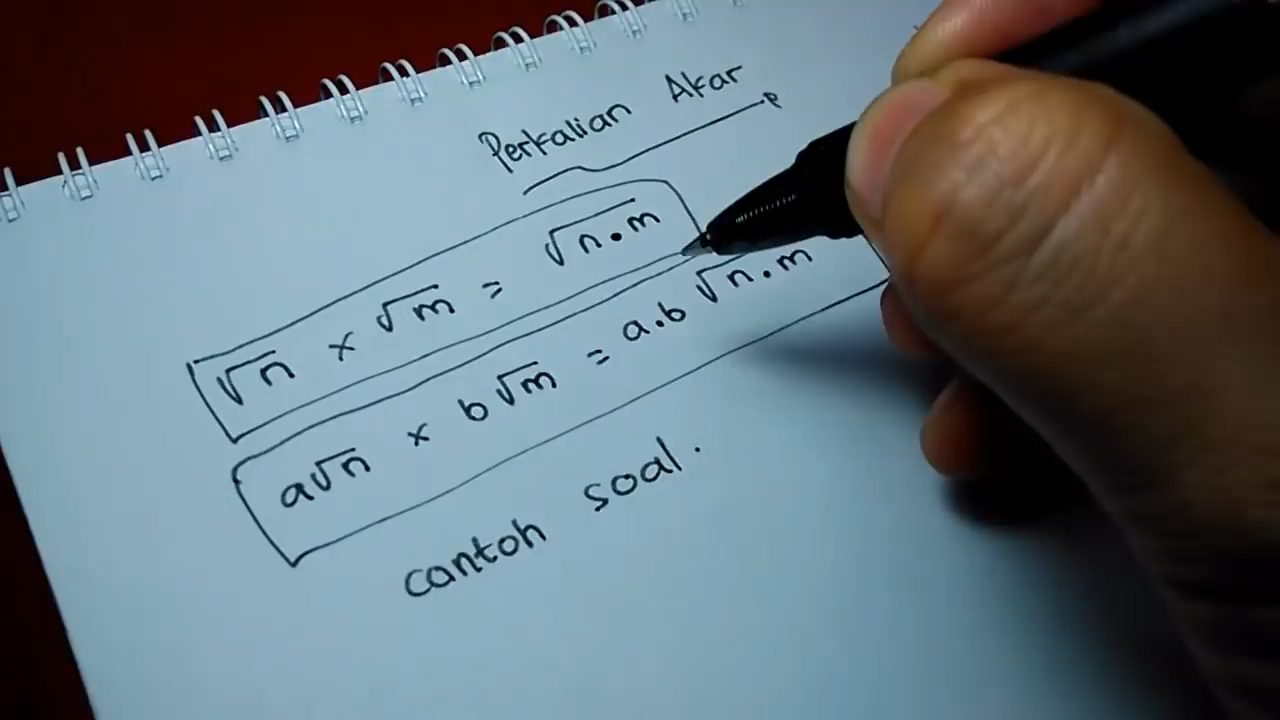 Perkalian Akar
√n × √m = √n·m
a√n × b√m = a·b √n·m
contoh soal.